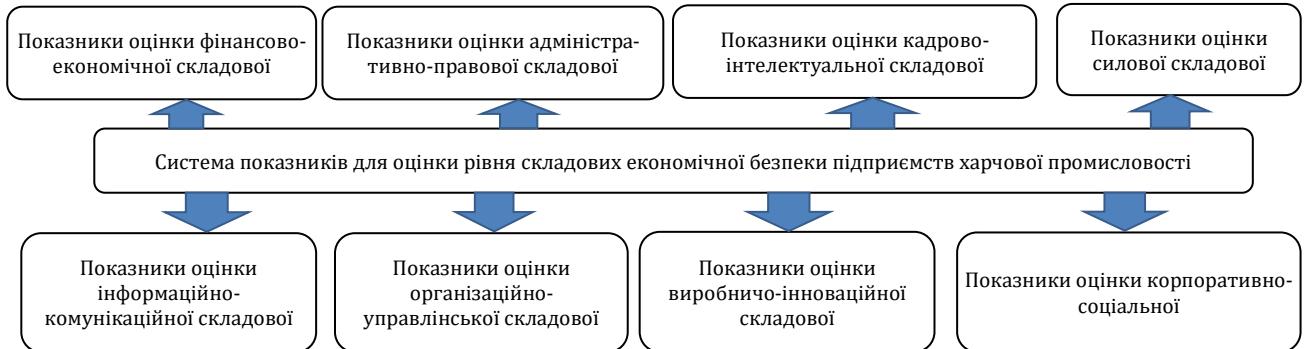 Показники оцінки фінансово-
економічної складової
Показники оцінки адміністра-
тивно-правової складової
Показники оцінки кадрово-
інтелектуальної складової
Показники оцінки
силової складової
Система показників для оцінки рівня складових економічної безпеки підприємств харчової промисловості
Показники оцінки
інформаційно-
комунікаційної складової
Показники оцінки
організаційно-
управлінської складової
Показники оцінки
виробничо-інноваційної
складової
Показники оцінки корпоративно-
соціальної